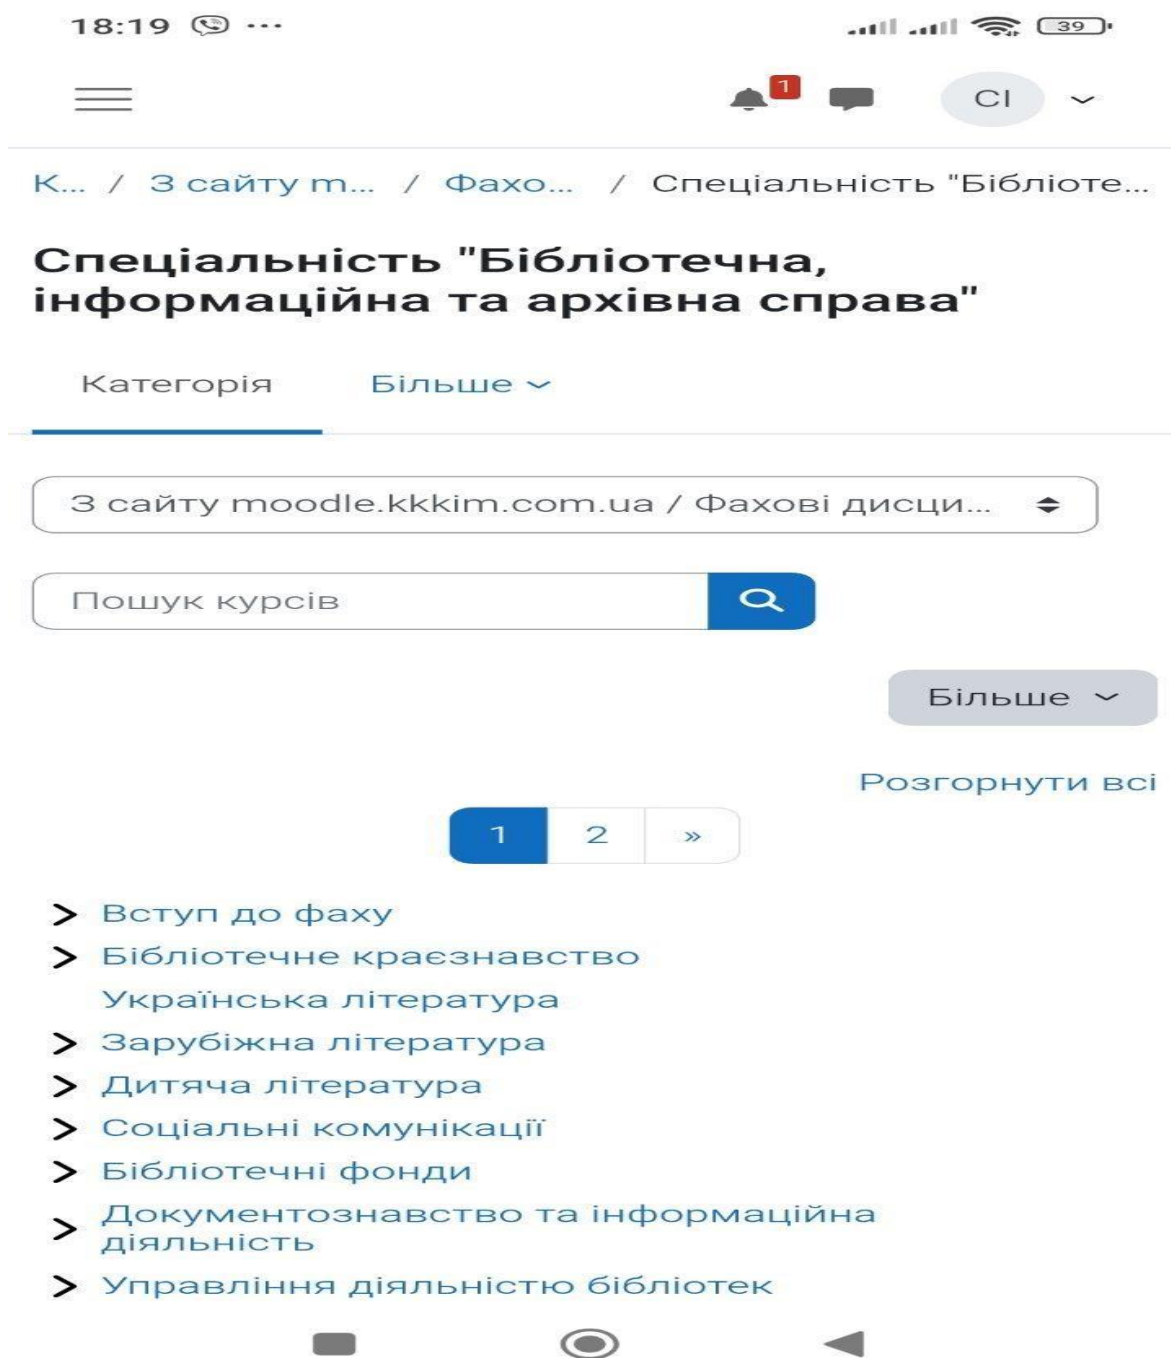 18:19 ...
39
1
СІ
К... / З сайту m... / Фахо... / Спеціальність "Бібліоте...
Спеціальність "Бібліотечна,
інформаційна та архівна справа"
Категорія Більше
З сайту moodle.kkkim.com.ua / Фахові дисци...
Пошук курсів
Більше
Розгорнути всі
1 2 »
Вступ до фаху
Бібліотечне краєзнавство
Українська література
Зарубіжна література
Дитяча література
Соціальні комунікації
Бібліотечні фонди
Документознавство та інформаційна
діяльність
Управління діяльністю бібліотек